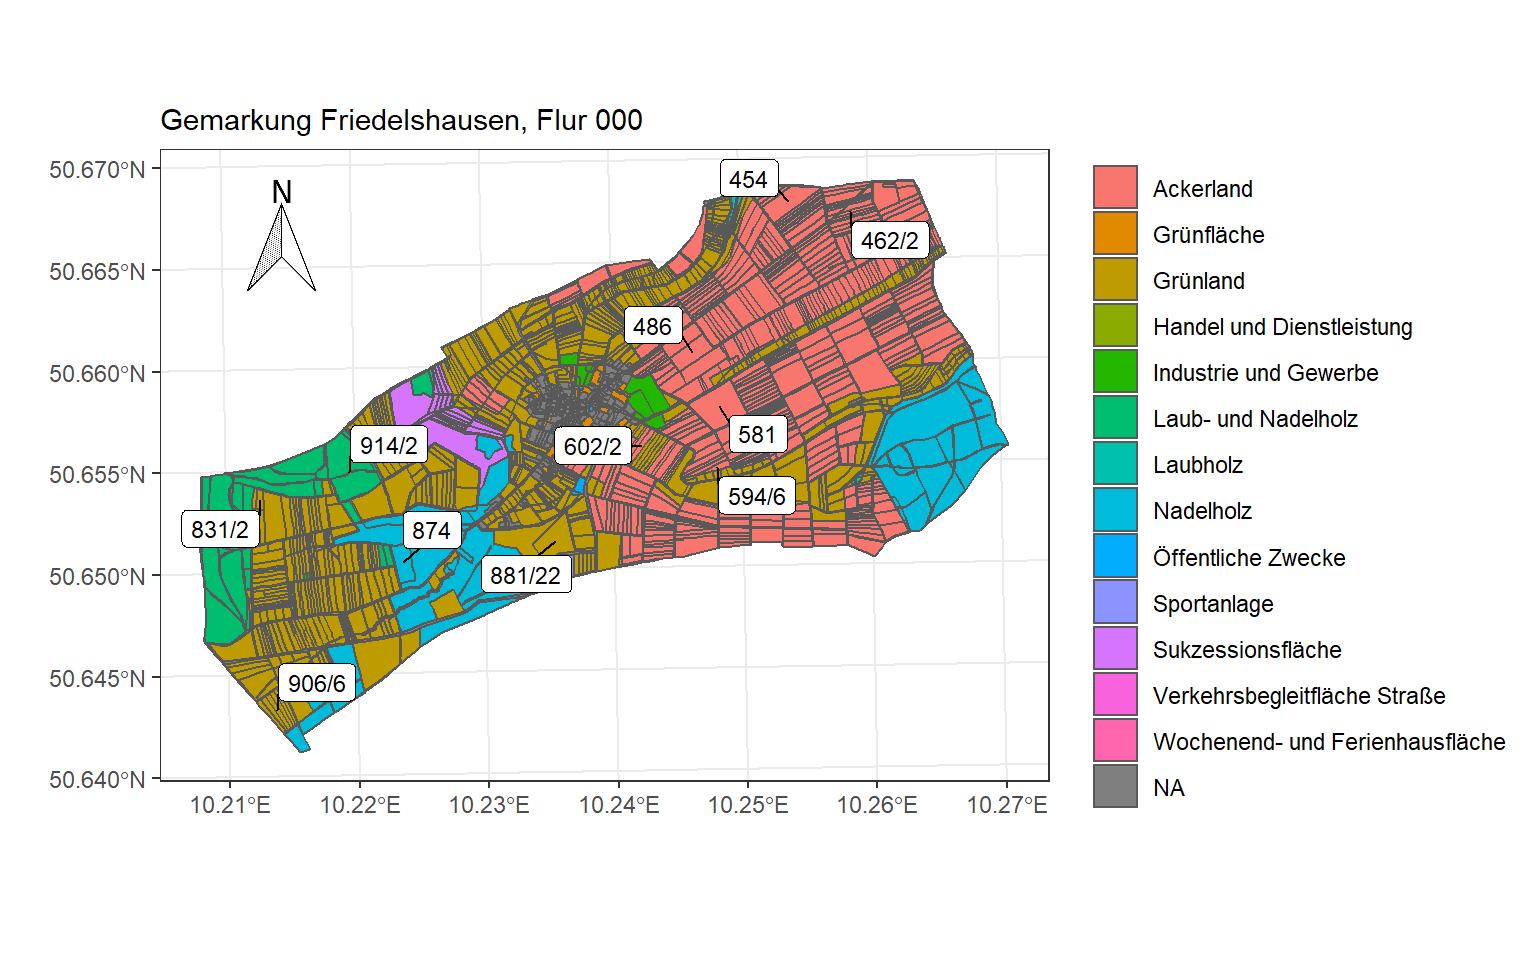 Gemarkung Friedelshausen, Flur 000
50.670°N
50.665°N
50.660°N
50.655°N
50.650°N
50.645°N
50.640°N
N
454
462/2
486
581
914/2
602/2
594/6
831/2
874
881/22
906/6
10.21°E
10.22°E
10.23°E
10.24°E
10.25°E
10.26°E
10.27°E
Ackerland
Grünfläche
Grünland
Handel und Dienstleistung
Industrie und Gewerbe
Laub- und Nadelholz
Laubholz
Nadelholz
Öffentliche Zwecke
Sportanlage
Sukzessionsfläche
Verkehrsbegleitfläche Straße
Wochenend- und Ferienhausfläche
NA